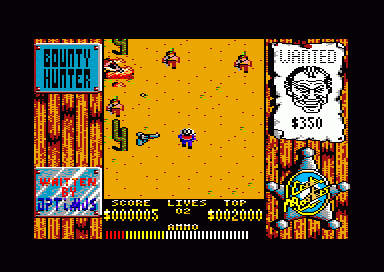 BOUNTY
HUNTER
WANTED
$350
WRITTEN
BY
OPTIMUS
SCORE LIVES TOP
$000005 02 $002000
AMMO